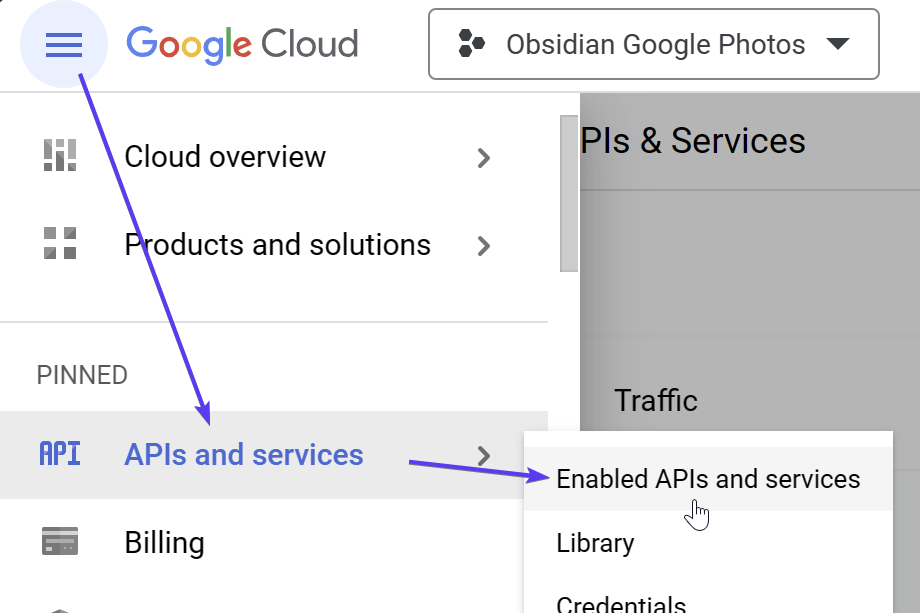 Google Cloud
Obsidian Google Photos
PIs & Services
Cloud overview
Products and solutions
PINNED
Traffic
API
APIs and services
Enabled APIs and services
Billing
Library
Credentials